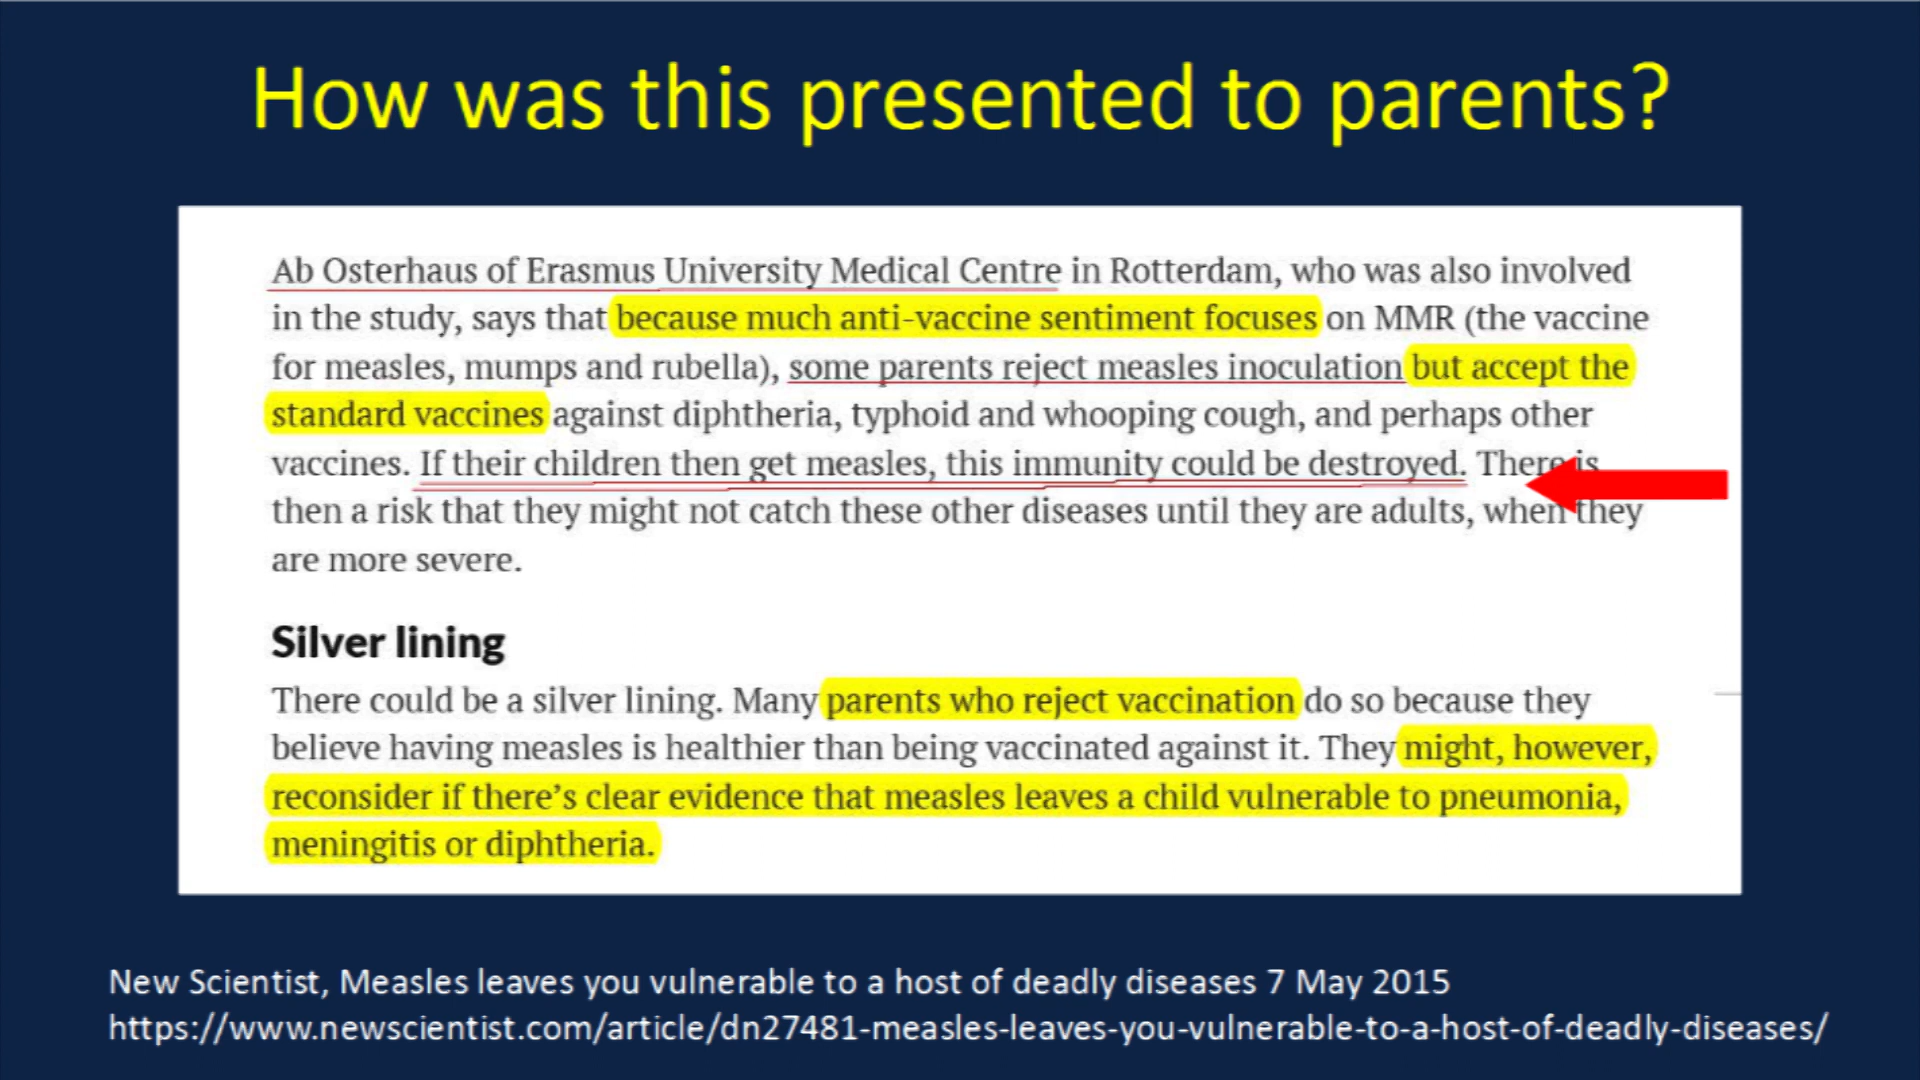 How was this presented to parents?
Ab Osterhaus of Erasmus University Medical Centre in Rotterdam, who was also involved
in the study, says that because much anti-vaccine sentiment focuses on MMR (the vaccine
for measles, mumps and rubella), some parents reject measles inoculation but accept the
standard vaccines against diphtheria, typhoid and whooping cough, and perhaps other
vaccines. If their children then get measles, this immunity could be destroyed. There is
then a risk that they might not catch these other diseases until they are adults, when they
are more severe.
Silver lining
There could be a silver lining. Many parents who reject vaccination do so because they
believe having measles is healthier than being vaccinated against it. They might, however,
reconsider if there’s clear evidence that measles leaves a child vulnerable to pneumonia,
meningitis or diphtheria.
New Scientist, Measles leaves you vulnerable to a host of deadly diseases 7 May 2015
https://www.newscientist.com/article/dn27481-measles-leaves-you-vulnerable-to-a-host-of-deadly-diseases/